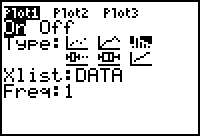 Plot1 Plot2 Plot3
On Off
Type:
Xlist:DATA
Freq:1